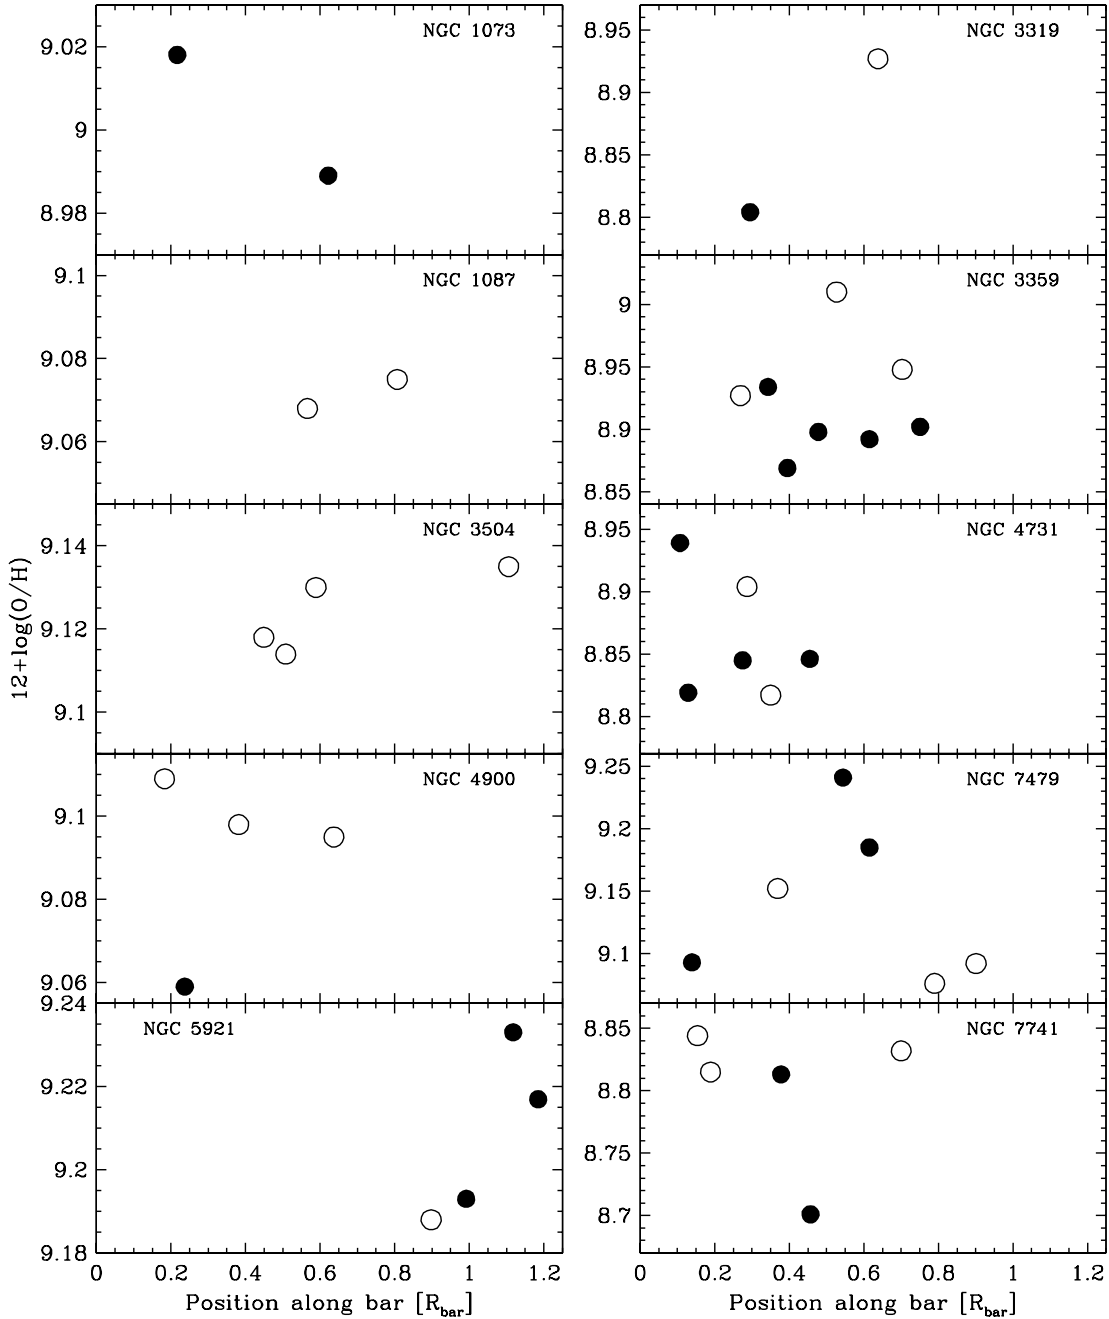 NGC 1073
9.02
9
8.98
NGC 1087
9.1
9.08
9.06
NGC 3504
9.14
9.12
9.1
12+log(O/H)
NGC 4900
9.1
9.08
9.06
NGC 5921
9.24
9.22
9.2
9.18
0 0.2 0.4 0.6 0.8 1 1.2
Position along bar [R_bar]
NGC 3319
8.95
8.9
8.85
8.8
NGC 3359
9
8.95
8.9
8.85
NGC 4731
8.95
8.9
8.85
8.8
NGC 7479
9.25
9.2
9.15
9.1
NGC 7741
8.85
8.8
8.75
8.7
0 0.2 0.4 0.6 0.8 1 1.2
Position along bar [R_bar]